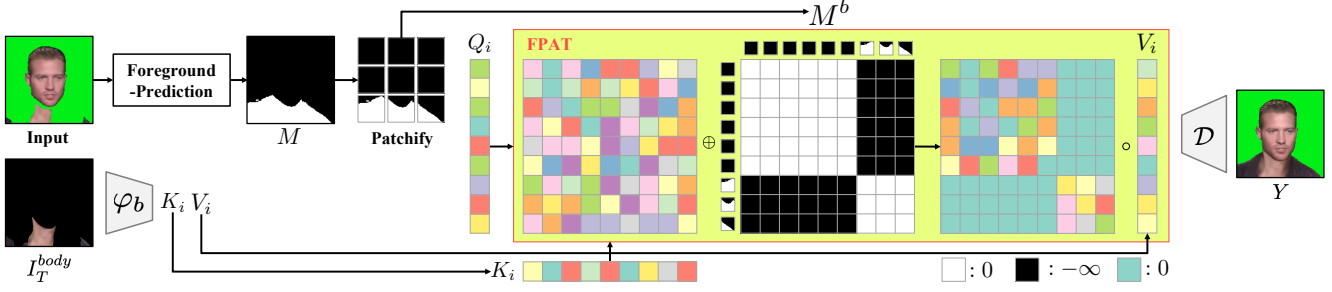 Input
Foreground
-Prediction
M
Patchify
M^b
Q_i
FPAT
⊕
∘
V_i
𝒟
Y
I_T^{body}
φ_b
K_i V_i
K_i
: 0
: −∞
: 0